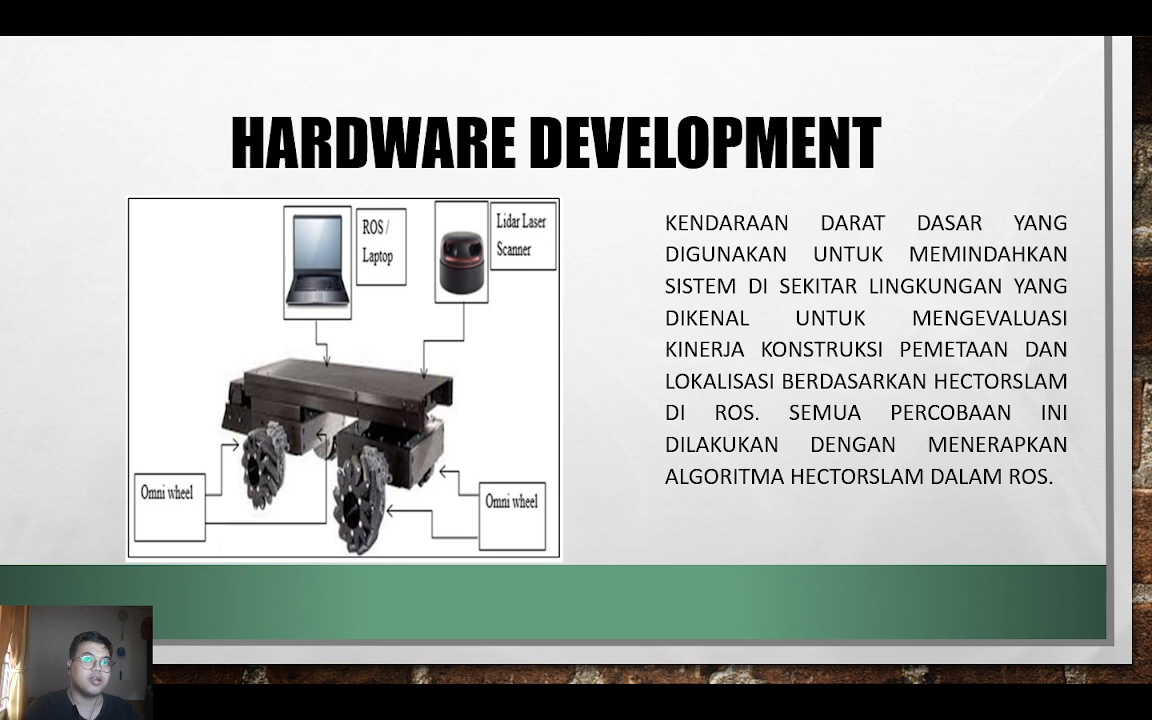 HARDWARE DEVELOPMENT
ROS /
Laptop
Lidar Laser
Scanner
Omni wheel
Omni wheel
KENDARAAN DARAT DASAR YANG
DIGUNAKAN UNTUK MEMINDAHKAN
SISTEM DI SEKITAR LINGKUNGAN YANG
DIKENAL UNTUK MENGEVALUASI
KINERJA KONSTRUKSI PEMETAAN DAN
LOKALISASI BERDASARKAN HECTORSLAM
DI ROS. SEMUA PERCOBAAN INI
DILAKUKAN DENGAN MENERAPKAN
ALGORITMA HECTORSLAM DALAM ROS.